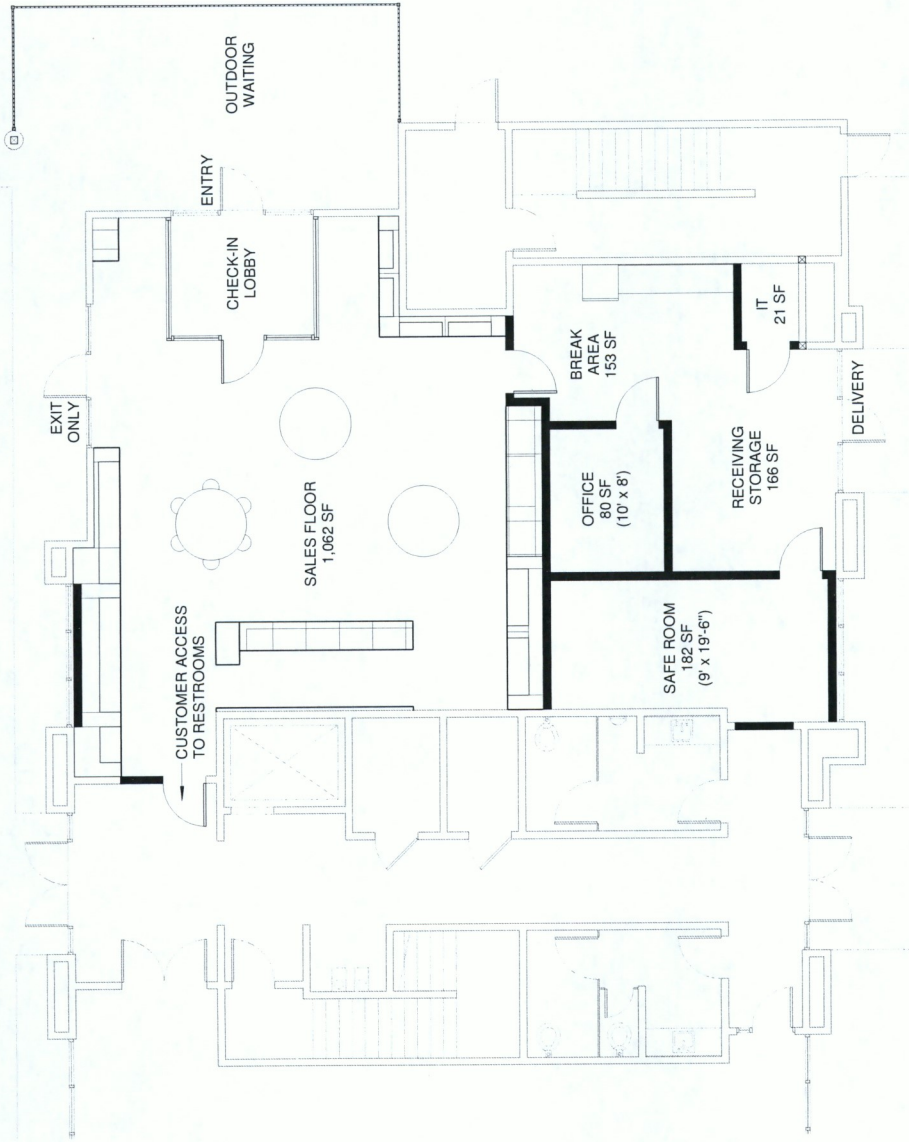 OUTDOOR
WAITING
ENTRY
CHECK-IN
LOBBY
EXIT
ONLY
SALES FLOOR
1,062 SF
CUSTOMER ACCESS
TO RESTROOMS
BREAK
AREA
153 SF
IT
21 SF
OFFICE
80 SF
(10' x 8')
RECEIVING
STORAGE
166 SF
DELIVERY
SAFE ROOM
182 SF
(9' x 19'-6")